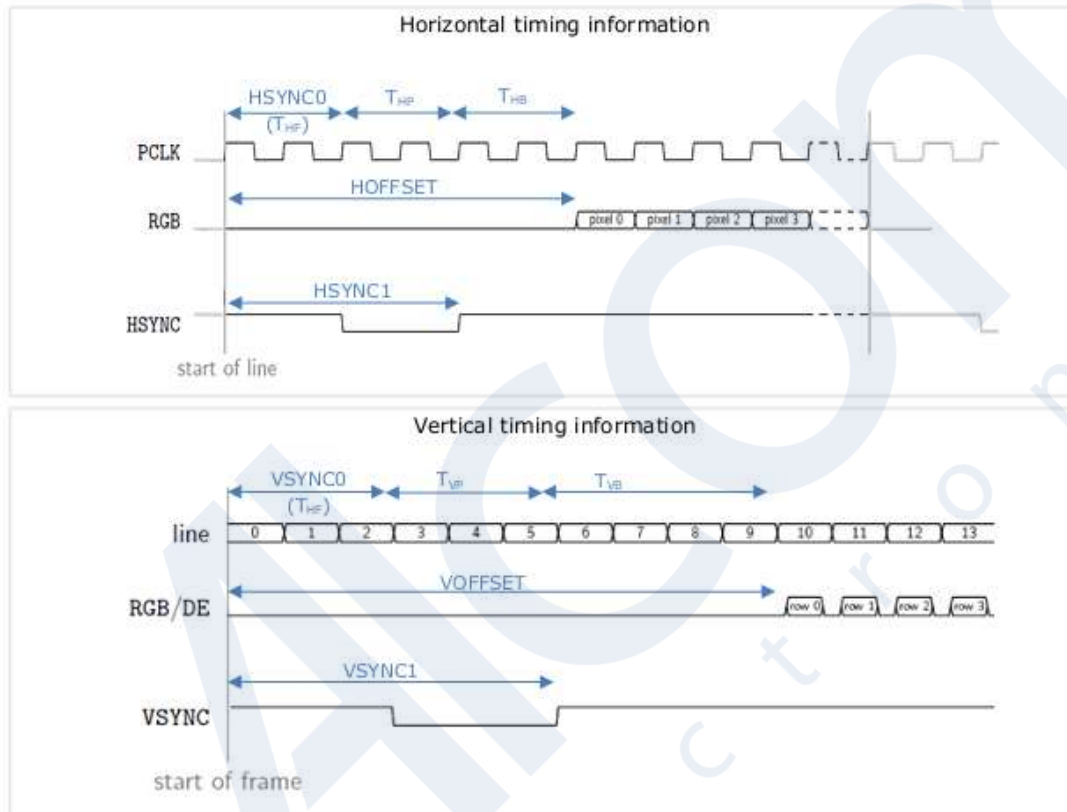 Horizontal timing information
HSYNC0 THP THB
(THF)
PCLK
HOFFSET
RGB pixel 0 pixel 1 pixel 2 pixel 3
HSYNC1
HSYNC
start of line
Vertical timing information
VSYNC0 TVP TVB
(THF)
line 0 1 2 3 4 5 6 7 8 9 10 11 12 13
VOFFSET
RGB/DE row 0 row 1 row 2 row 3
VSYNC1
VSYNC
start of frame